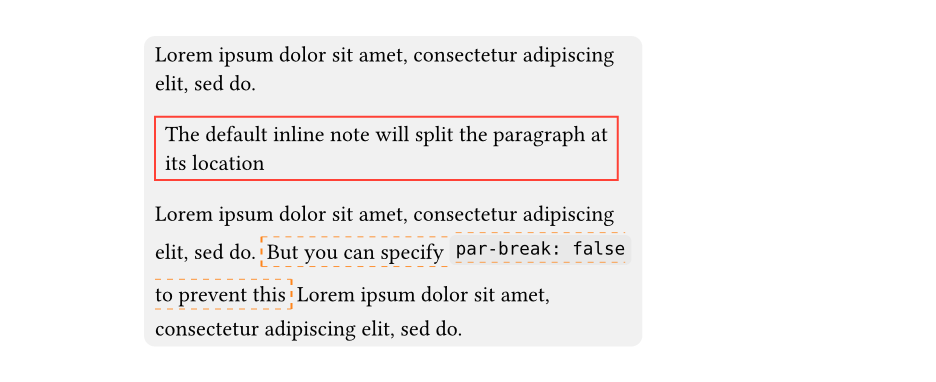 Lorem ipsum dolor sit amet, consectetur adipiscing
elit, sed do.
The default inline note will split the paragraph at
its location
Lorem ipsum dolor sit amet, consectetur adipiscing
elit, sed do. But you can specify par-break: false
to prevent this Lorem ipsum dolor sit amet,
consectetur adipiscing elit, sed do.